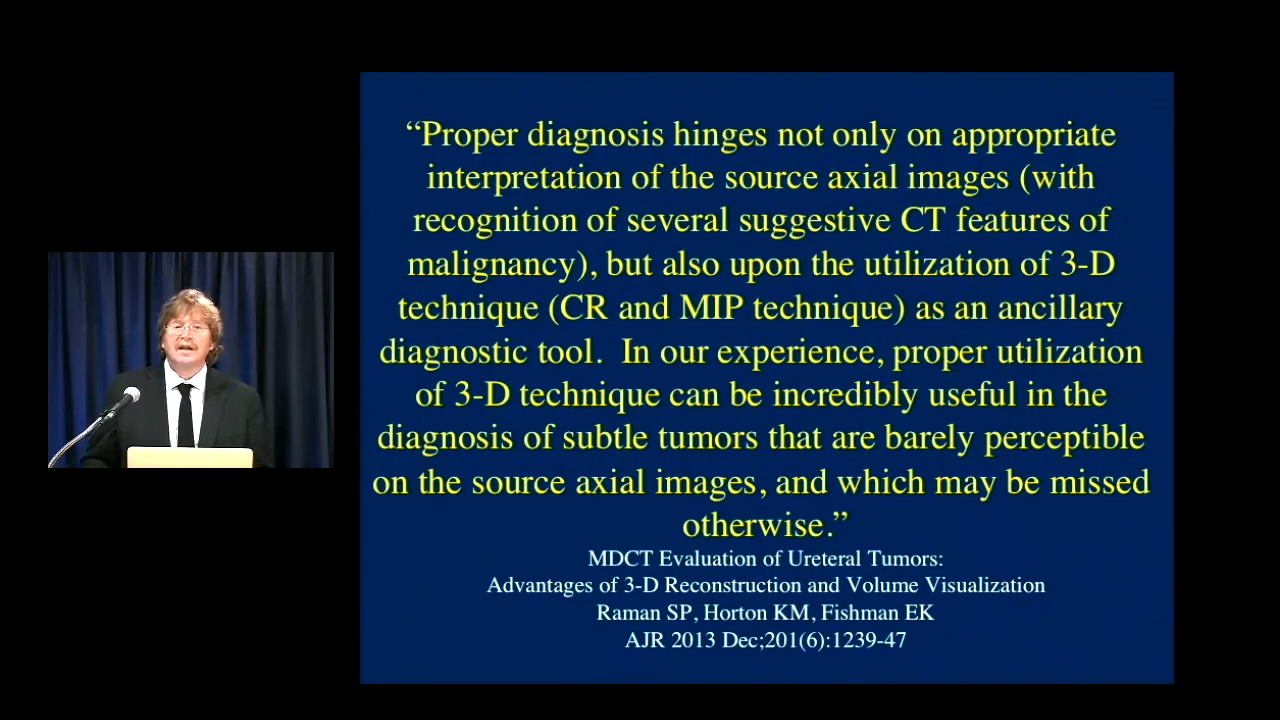 “Proper diagnosis hinges not only on appropriate
interpretation of the source axial images (with
recognition of several suggestive CT features of
malignancy), but also upon the utilization of 3-D
technique (CR and MIP technique) as an ancillary
diagnostic tool.  In our experience, proper utilization
of 3-D technique can be incredibly useful in the
diagnosis of subtle tumors that are barely perceptible
on the source axial images, and which may be missed
otherwise.”
MDCT Evaluation of Ureteral Tumors:
Advantages of 3-D Reconstruction and Volume Visualization
Raman SP, Horton KM, Fishman EK
AJR 2013 Dec;201(6):1239-47